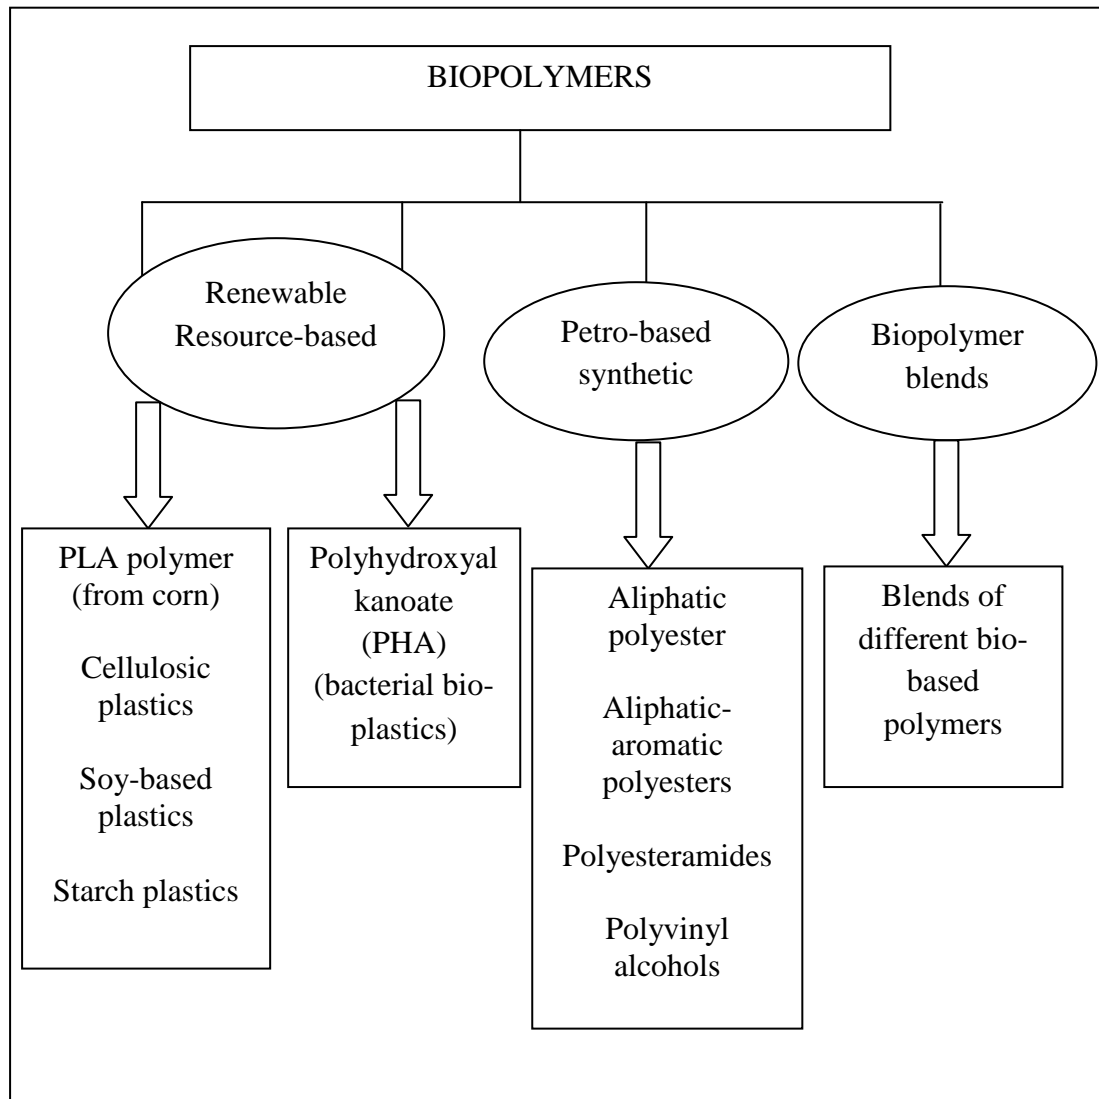 BIOPOLYMERS
Renewable
Resource-based
Petro-based
synthetic
Biopolymer
blends
PLA polymer
(from corn)
Cellulosic
plastics
Soy-based
plastics
Starch plastics
Polyhydroxyal
kanoate
(PHA)
(bacterial bio-
plastics)
Aliphatic
polyester
Aliphatic-
aromatic
polyesters
Polyesteramides
Polyvinyl
alcohols
Blends of
different bio-
based
polymers